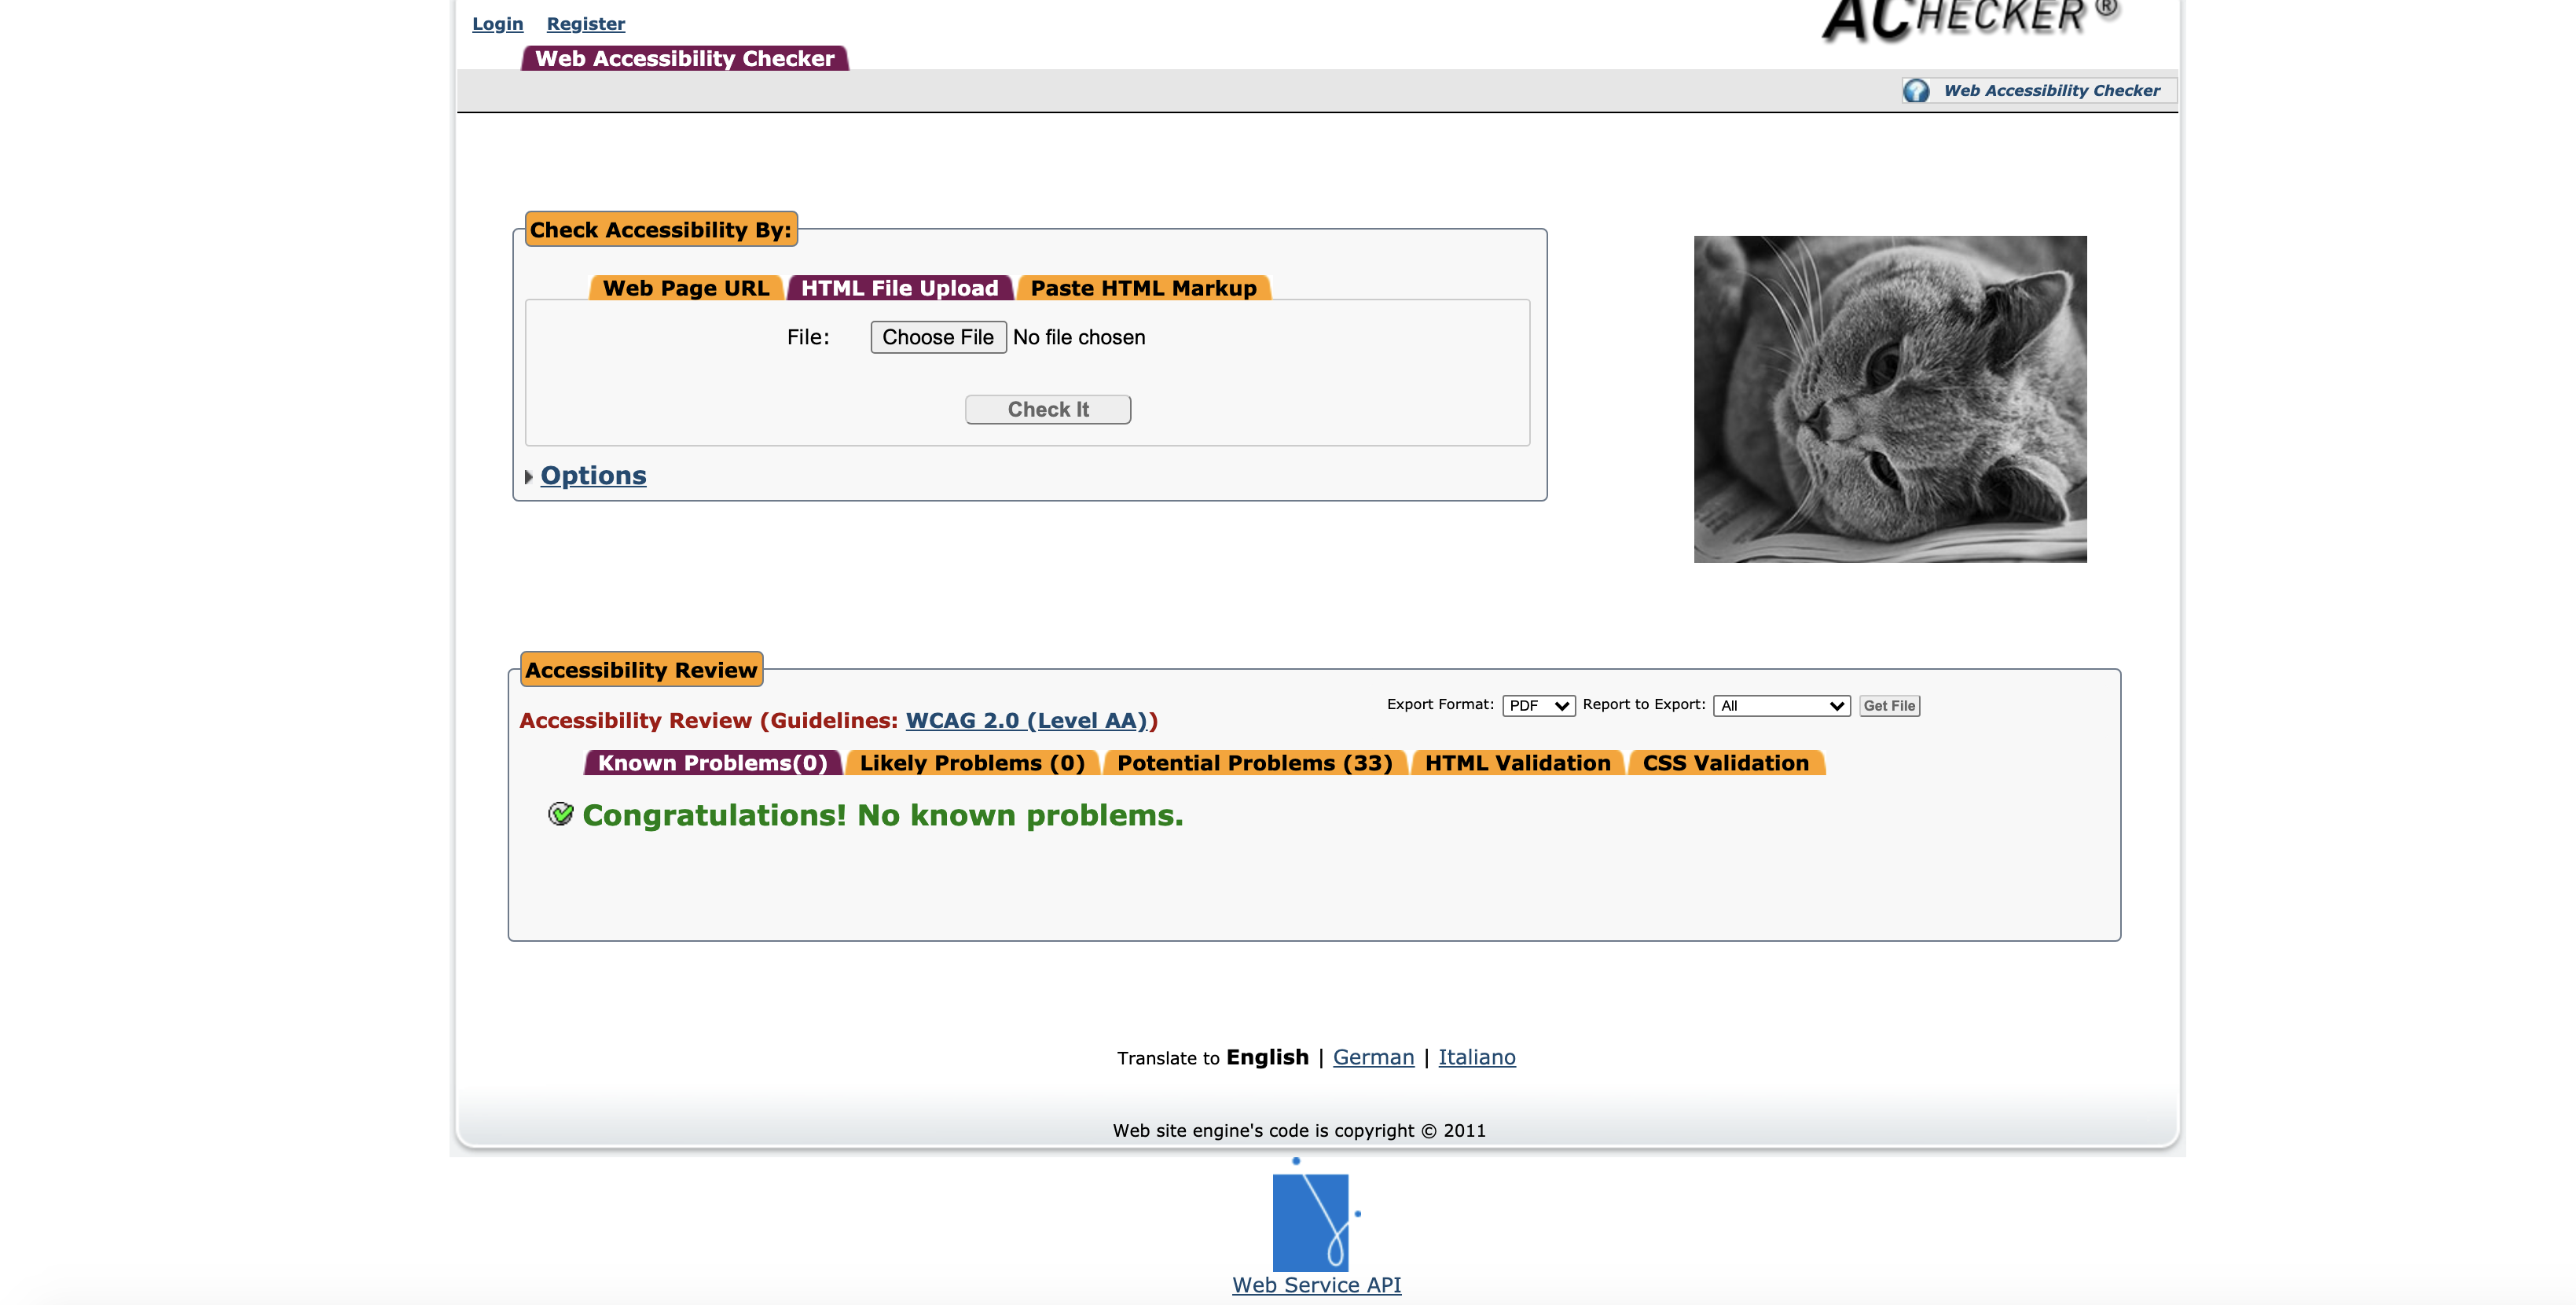 Login Register
ACHECKER®
Web Accessibility Checker
Web Accessibility Checker
Check Accessibility By:
Web Page URL HTML File Upload Paste HTML Markup
File: Choose File No file chosen
Check It
Options
Accessibility Review
Export Format: PDF Report to Export: All Get File
Accessibility Review (Guidelines: WCAG 2.0 (Level AA))
Known Problems(0) Likely Problems (0) Potential Problems (33) HTML Validation CSS Validation
Congratulations! No known problems.
Translate to English | German | Italiano
Web site engine's code is copyright © 2011
Web Service API